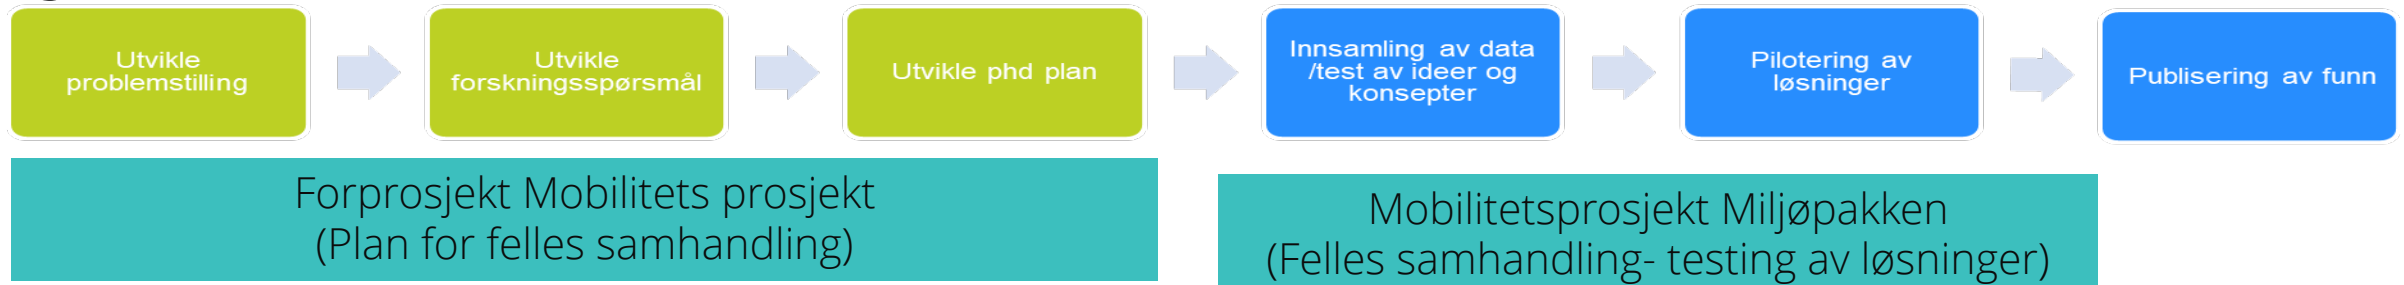 Utvikle
problemstilling
Utvikle
forskningsspørsmål
Utvikle phd plan
Innsamling av data
/test av ideer og
konsepter
Pilotering av
løsninger
Publisering av funn
Forprosjekt Mobilitets prosjekt
(Plan for felles samhandling)
Mobilitetsprosjekt Miljøpakken
(Felles samhandling- testing av løsninger)